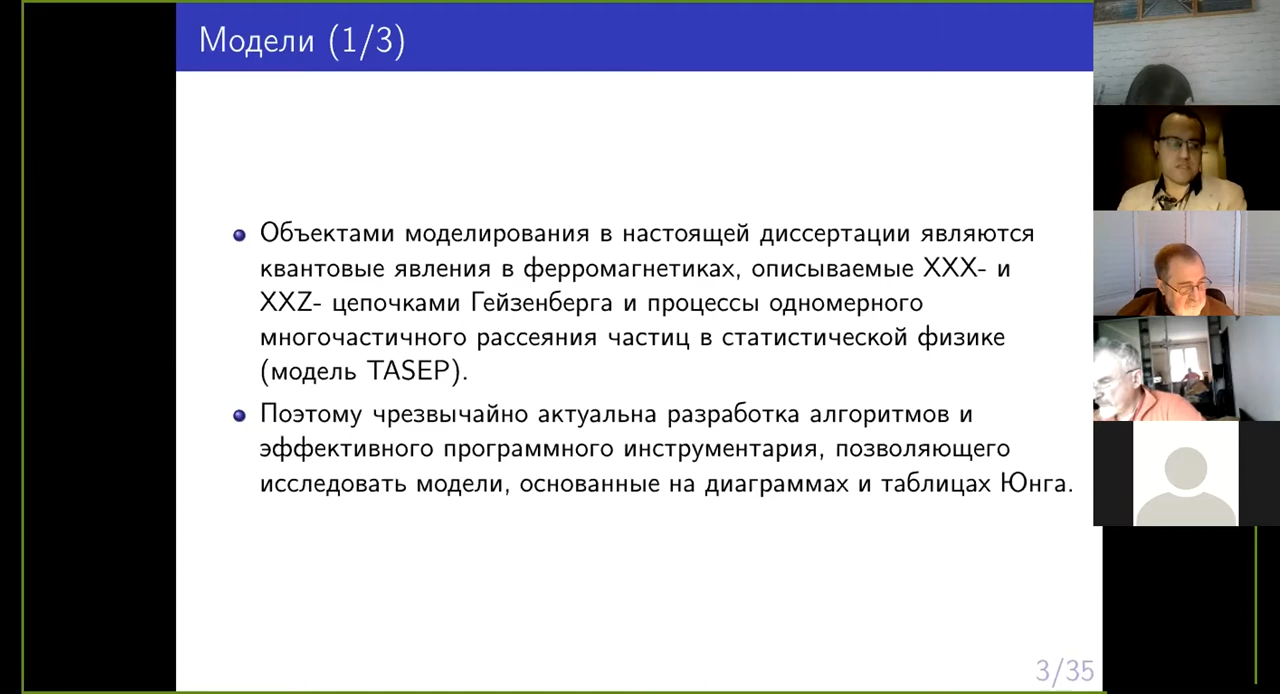 Модели (1/3)
Объектами моделирования в настоящей диссертации являются
квантовые явления в ферромагнетиках, описываемые XXX- и
XXZ- цепочками Гейзенберга и процессы одномерного
многочастичного рассеяния частиц в статистической физике
(модель TASEP).
Поэтому чрезвычайно актуальна разработка алгоритмов и
эффективного программного инструментария, позволяющего
исследовать модели, основанные на диаграммах и таблицах Юнга.
3/35